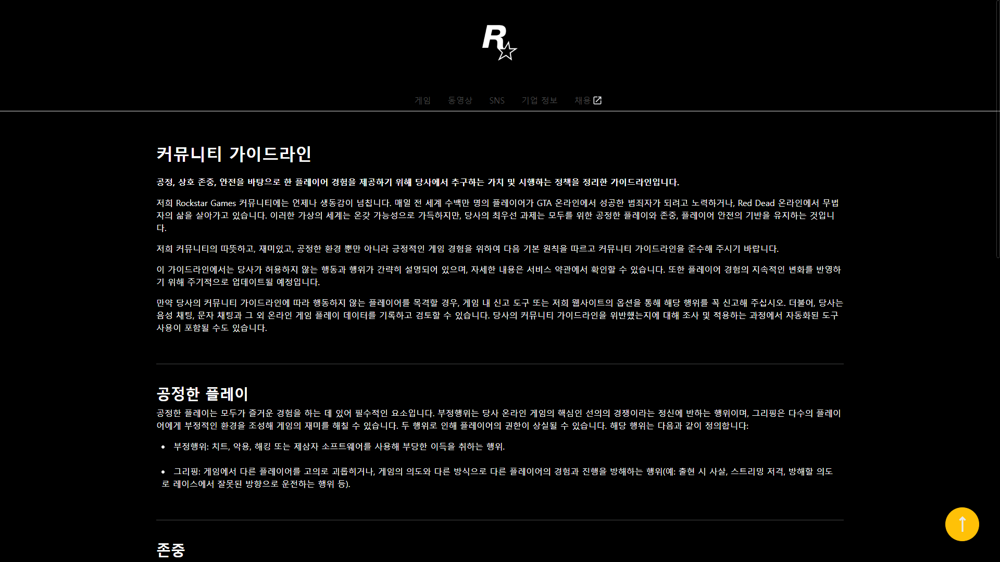 R
게임 동영상 SNS 기업 정보 채용
커뮤니티 가이드라인
공정, 상호 존중, 안전을 바탕으로 한 플레이어 경험을 제공하기 위해 당사에서 추구하는 가치 및 시행하는 정책을 정리한 가이드라인입니다.
저희 Rockstar Games 커뮤니티에는 언제나 생동감이 넘칩니다. 매일 전 세계 수백만 명의 플레이어가 GTA 온라인에서 성공한 범죄자가 되려고 노력하거나, Red Dead 온라인에서 무법
자의 삶을 살아가고 있습니다. 이러한 가상의 세계는 온갖 가능성으로 가득하지만, 당사의 최우선 과제는 모두를 위한 공정한 플레이와 존중, 플레이어 안전의 기반을 유지하는 것입니
다.
저희 커뮤니티의 따뜻하고, 재미있고, 공정한 환경 뿐만 아니라 긍정적인 게임 경험을 위하여 다음 기본 원칙을 따르고 커뮤니티 가이드라인을 준수해 주시기 바랍니다.
이 가이드라인에서는 당사가 허용하지 않는 행동과 행위가 간략히 설명되어 있으며, 자세한 내용은 서비스 약관에서 확인할 수 있습니다. 또한 플레이어 경험의 지속적인 변화를 반영하
기 위해 주기적으로 업데이트될 예정입니다.
만약 당사의 커뮤니티 가이드라인에 따라 행동하지 않는 플레이어를 목격할 경우, 게임 내 신고 도구 또는 저희 웹사이트의 옵션을 통해 해당 행위를 꼭 신고해 주십시오. 더불어, 당사는
음성 채팅, 문자 채팅과 그 외 온라인 게임 플레이 데이터를 기록하고 검토할 수 있습니다. 당사의 커뮤니티 가이드라인을 위반했는지에 대해 조사 및 적용하는 과정에서 자동화된 도구
사용이 포함될 수도 있습니다.
공정한 플레이
공정한 플레이는 모두가 즐거운 경험을 하는 데 있어 필수적인 요소입니다. 부정행위는 당사 온라인 게임의 핵심인 선의의 경쟁이라는 정신에 반하는 행위이며, 그리핑은 다수의 플레이
어에게 부정적인 환경을 조성해 게임의 재미를 해칠 수 있습니다. 두 행위로 인해 플레이어의 권한이 상실될 수 있습니다. 해당 행위는 다음과 같이 정의합니다:
• 부정행위: 치트, 악용, 해킹 또는 제삼자 소프트웨어를 사용해 부당한 이득을 취하는 행위.
• 그리핑: 게임에서 다른 플레이어를 고의로 괴롭히거나, 게임의 의도와 다른 방식으로 다른 플레이어의 경험과 진행을 방해하는 행위(예: 출현 시 사살, 스트리밍 저격, 방해할 의도
로 레이스에서 잘못된 방향으로 운전하는 행위 등).
존중